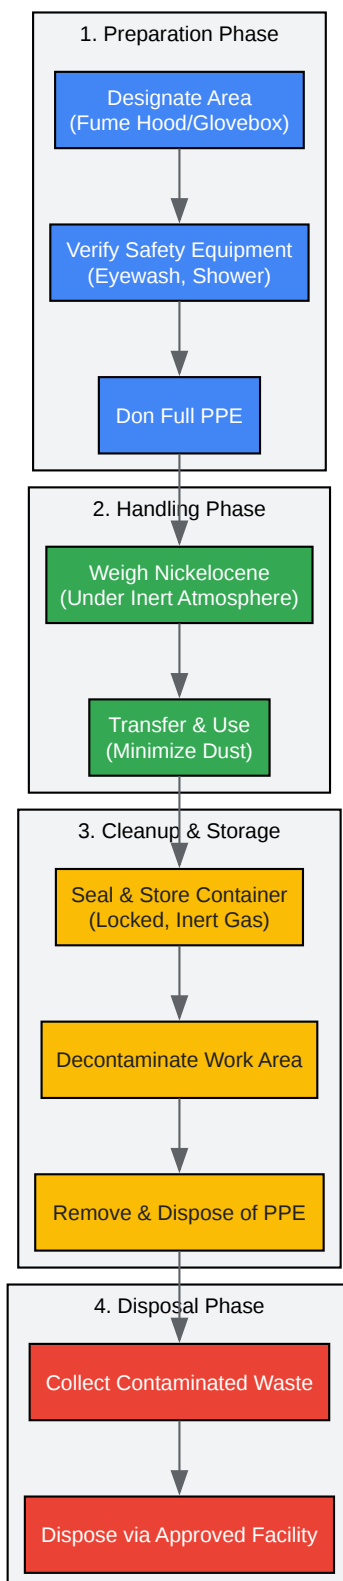 1. Preparation Phase
Designate Area
(Fume Hood/Glovebox)
Verify Safety Equipment
(Eyewash, Shower)
Don Full PPE
2. Handling Phase
Weigh Nickelocene
(Under Inert Atmosphere)
Transfer & Use
(Minimize Dust)
3. Cleanup & Storage
Seal & Store Container
(Locked, Inert Gas)
Decontaminate Work Area
Remove & Dispose of PPE
4. Disposal Phase
Collect Contaminated Waste
Dispose via Approved Facility